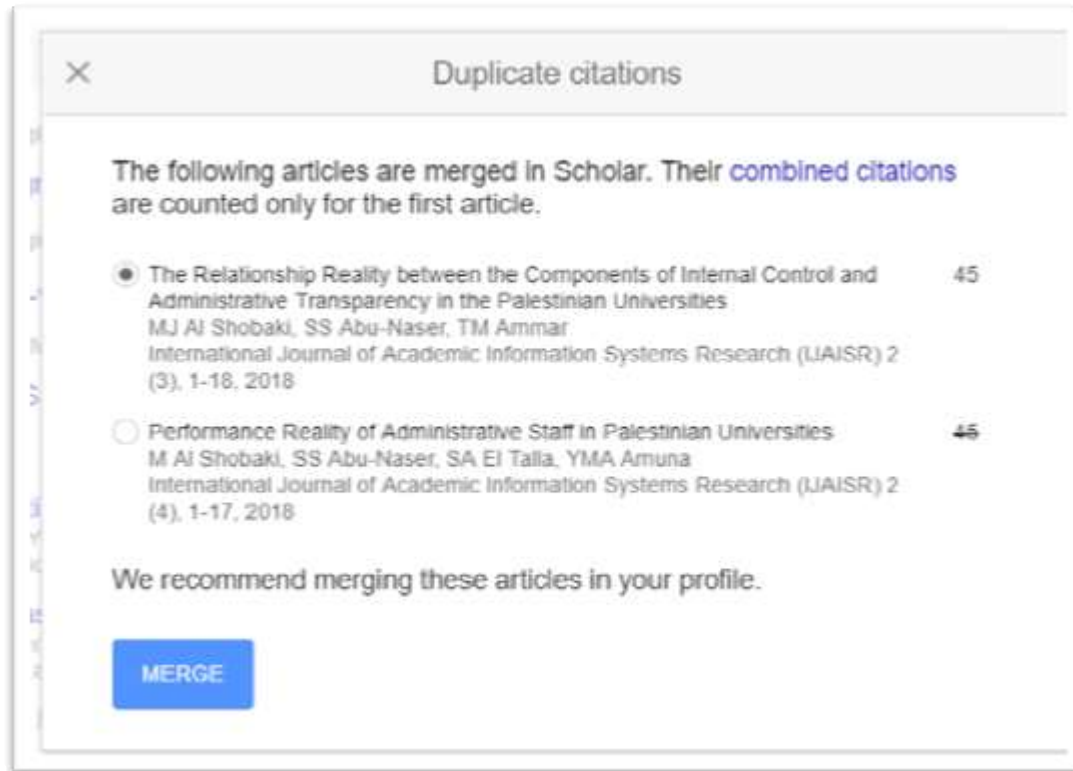 Duplicate citations
The following articles are merged in Scholar. Their combined citations
are counted only for the first article.
The Relationship Reality between the Components of Internal Control and 45
Administrative Transparency in the Palestinian Universities
MJ Al Shobaki, SS Abu-Naser, TM Ammar
International Journal of Academic Information Systems Research (IJAISR) 2
(3), 1-18, 2018
Performance Reality of Administrative Staff in Palestinian Universities 45
M Al Shobaki, SS Abu-Naser, SA El Talla, YMA Amuna
International Journal of Academic Information Systems Research (IJAISR) 2
(4), 1-17, 2018
We recommend merging these articles in your profile.
MERGE